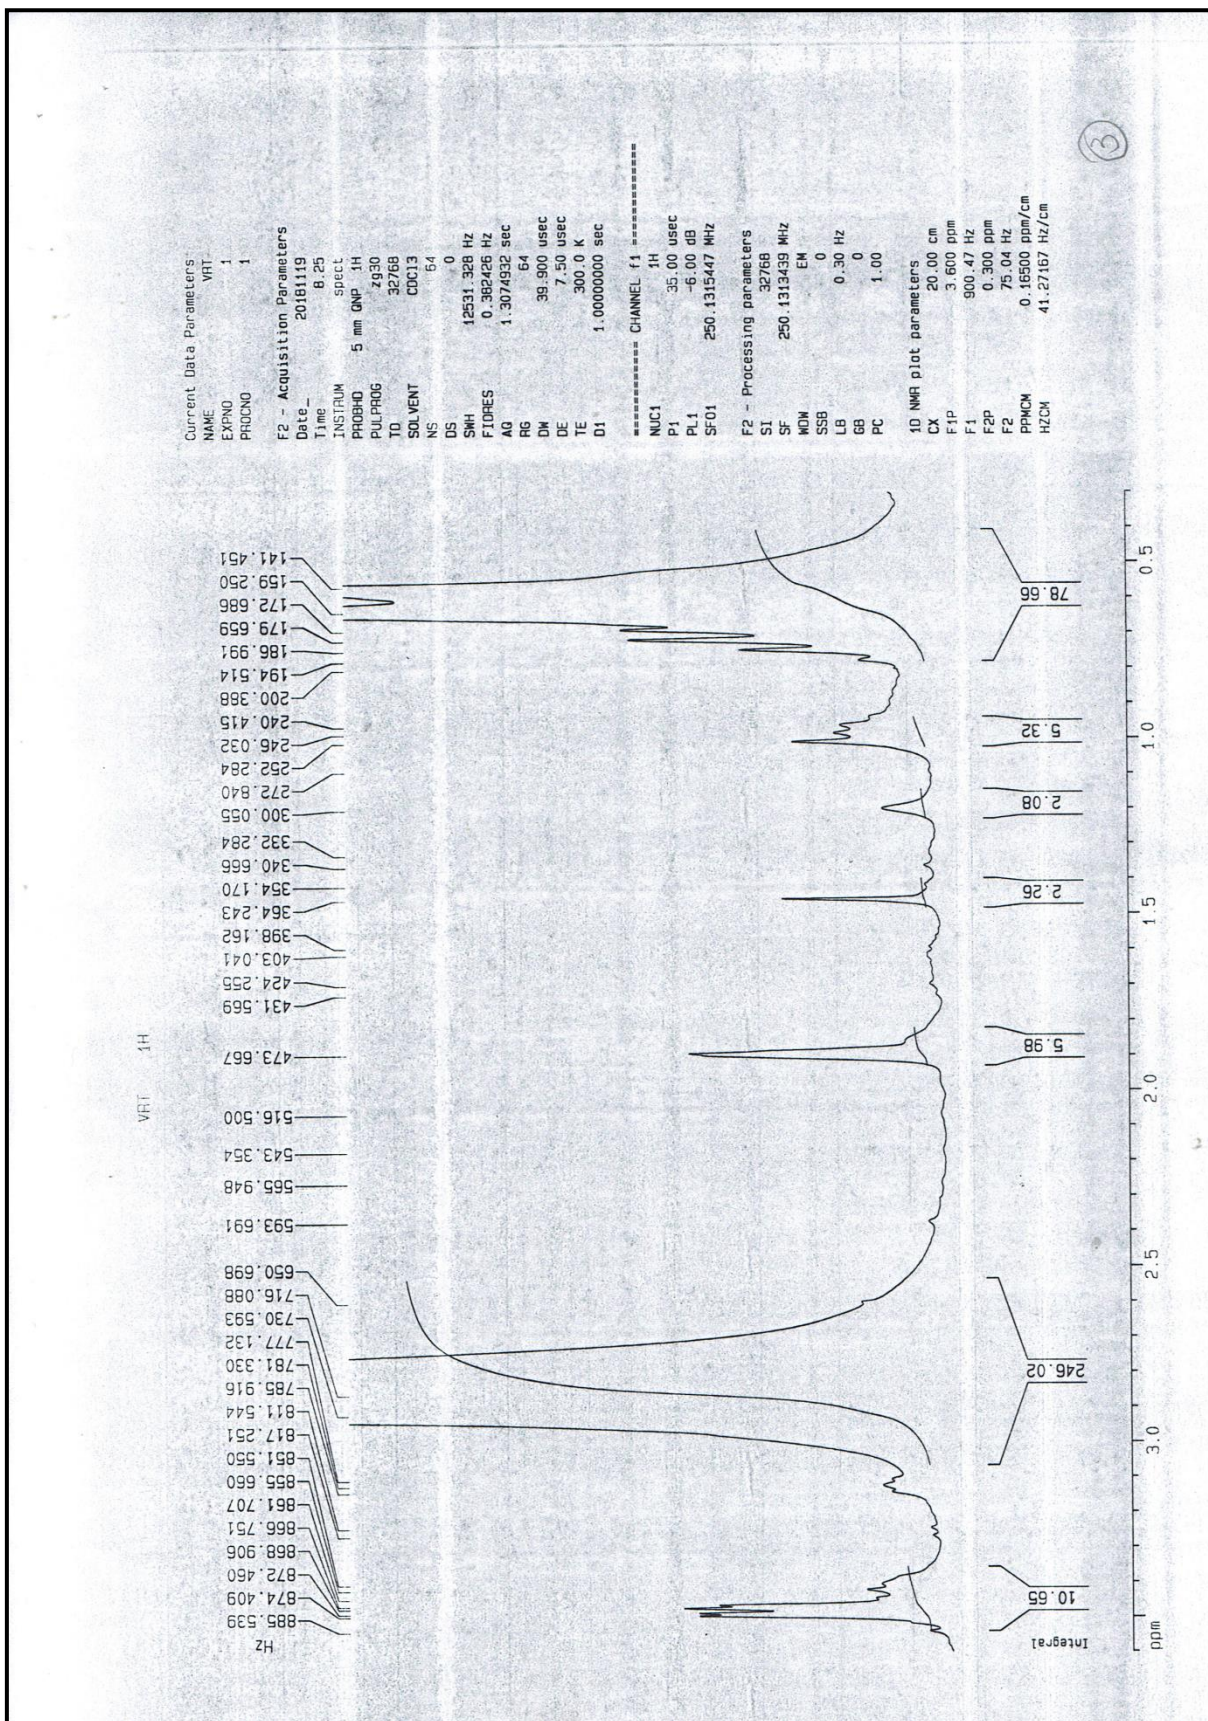 VRT 1H
Hz
885.539
874.409
872.460
868.906
866.751
861.707
855.660
851.550
817.251
811.544
785.916
781.330
777.132
730.593
716.088
650.698
593.691
565.948
543.354
516.500
473.667
431.569
424.255
403.041
398.162
364.243
354.170
340.666
332.284
300.055
272.840
252.284
246.032
240.415
200.388
194.514
186.991
179.659
172.686
159.250
141.451
Current Data Parameters
NAME VRT
EXPNO 1
PROCNO 1
F2 - Acquisition Parameters
Date_ 20181119
Time 8.25
INSTRUM spect
PROBHD 5 mm QNP 1H
PULPROG zg30
TD 32768
SOLVENT CDCl3
NS 64
DS 0
SWH 12531.328 Hz
FIDRES 0.382426 Hz
AQ 1.3074932 sec
RG 64
DW 39.900 usec
DE 7.50 usec
TE 300.0 K
D1 1.00000000 sec
======== CHANNEL f1 ========
NUC1 1H
P1 35.00 usec
PL1 -6.00 dB
SFO1 250.1315447 MHz
F2 - Processing parameters
SI 32768
SF 250.1313439 MHz
WDW EM
SSB 0
LB 0.30 Hz
GB 0
PC 1.00
1D NMR plot parameters
CX 20.00 cm
F1P 3.600 ppm
F1 900.47 Hz
F2P 0.300 ppm
F2 75.04 Hz
PPMCM 0.16500 ppm/cm
HZCM 41.27167 Hz/cm
Integral
10.65
246.02
5.98
2.26
2.08
5.32
78.66
ppm 3.0 2.5 2.0 1.5 1.0 0.5
3